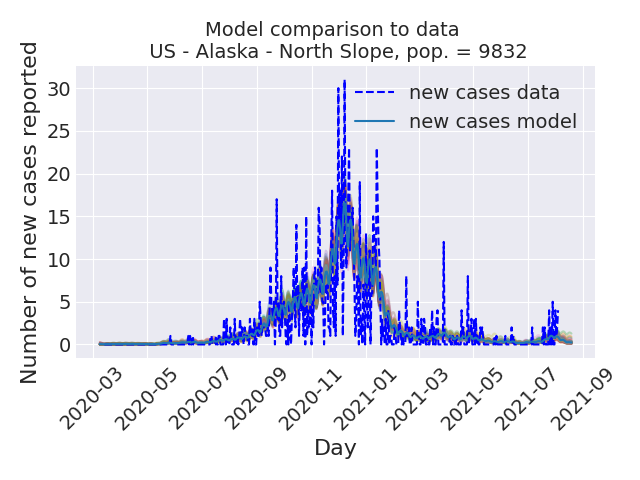 Model comparison to data
US - Alaska - North Slope, pop. = 9832
Number of new cases reported
30
25
20
15
10
5
0
new cases data
new cases model
2020-03
2020-05
2020-07
2020-09
2020-11
2021-01
2021-03
2021-05
2021-07
2021-09
Day